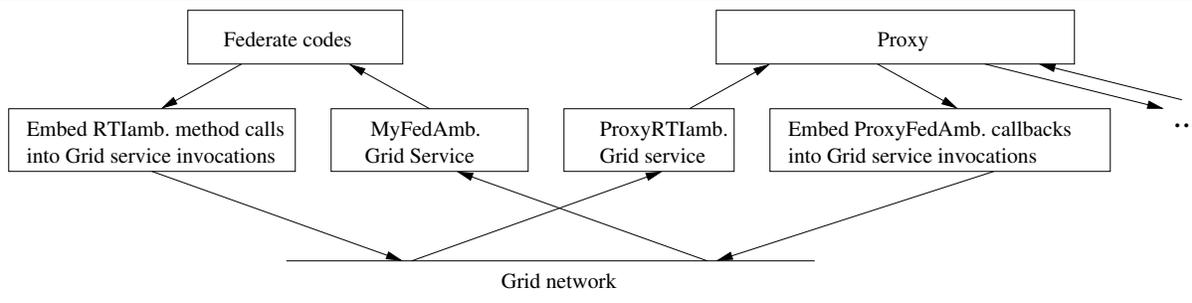 Federate codes
Proxy
Embed RTIamb. method calls
into Grid service invocations
MyFedAmb.
Grid Service
ProxyRTIamb.
Grid service
Embed ProxyFedAmb. callbacks
into Grid service invocations
..
Grid network